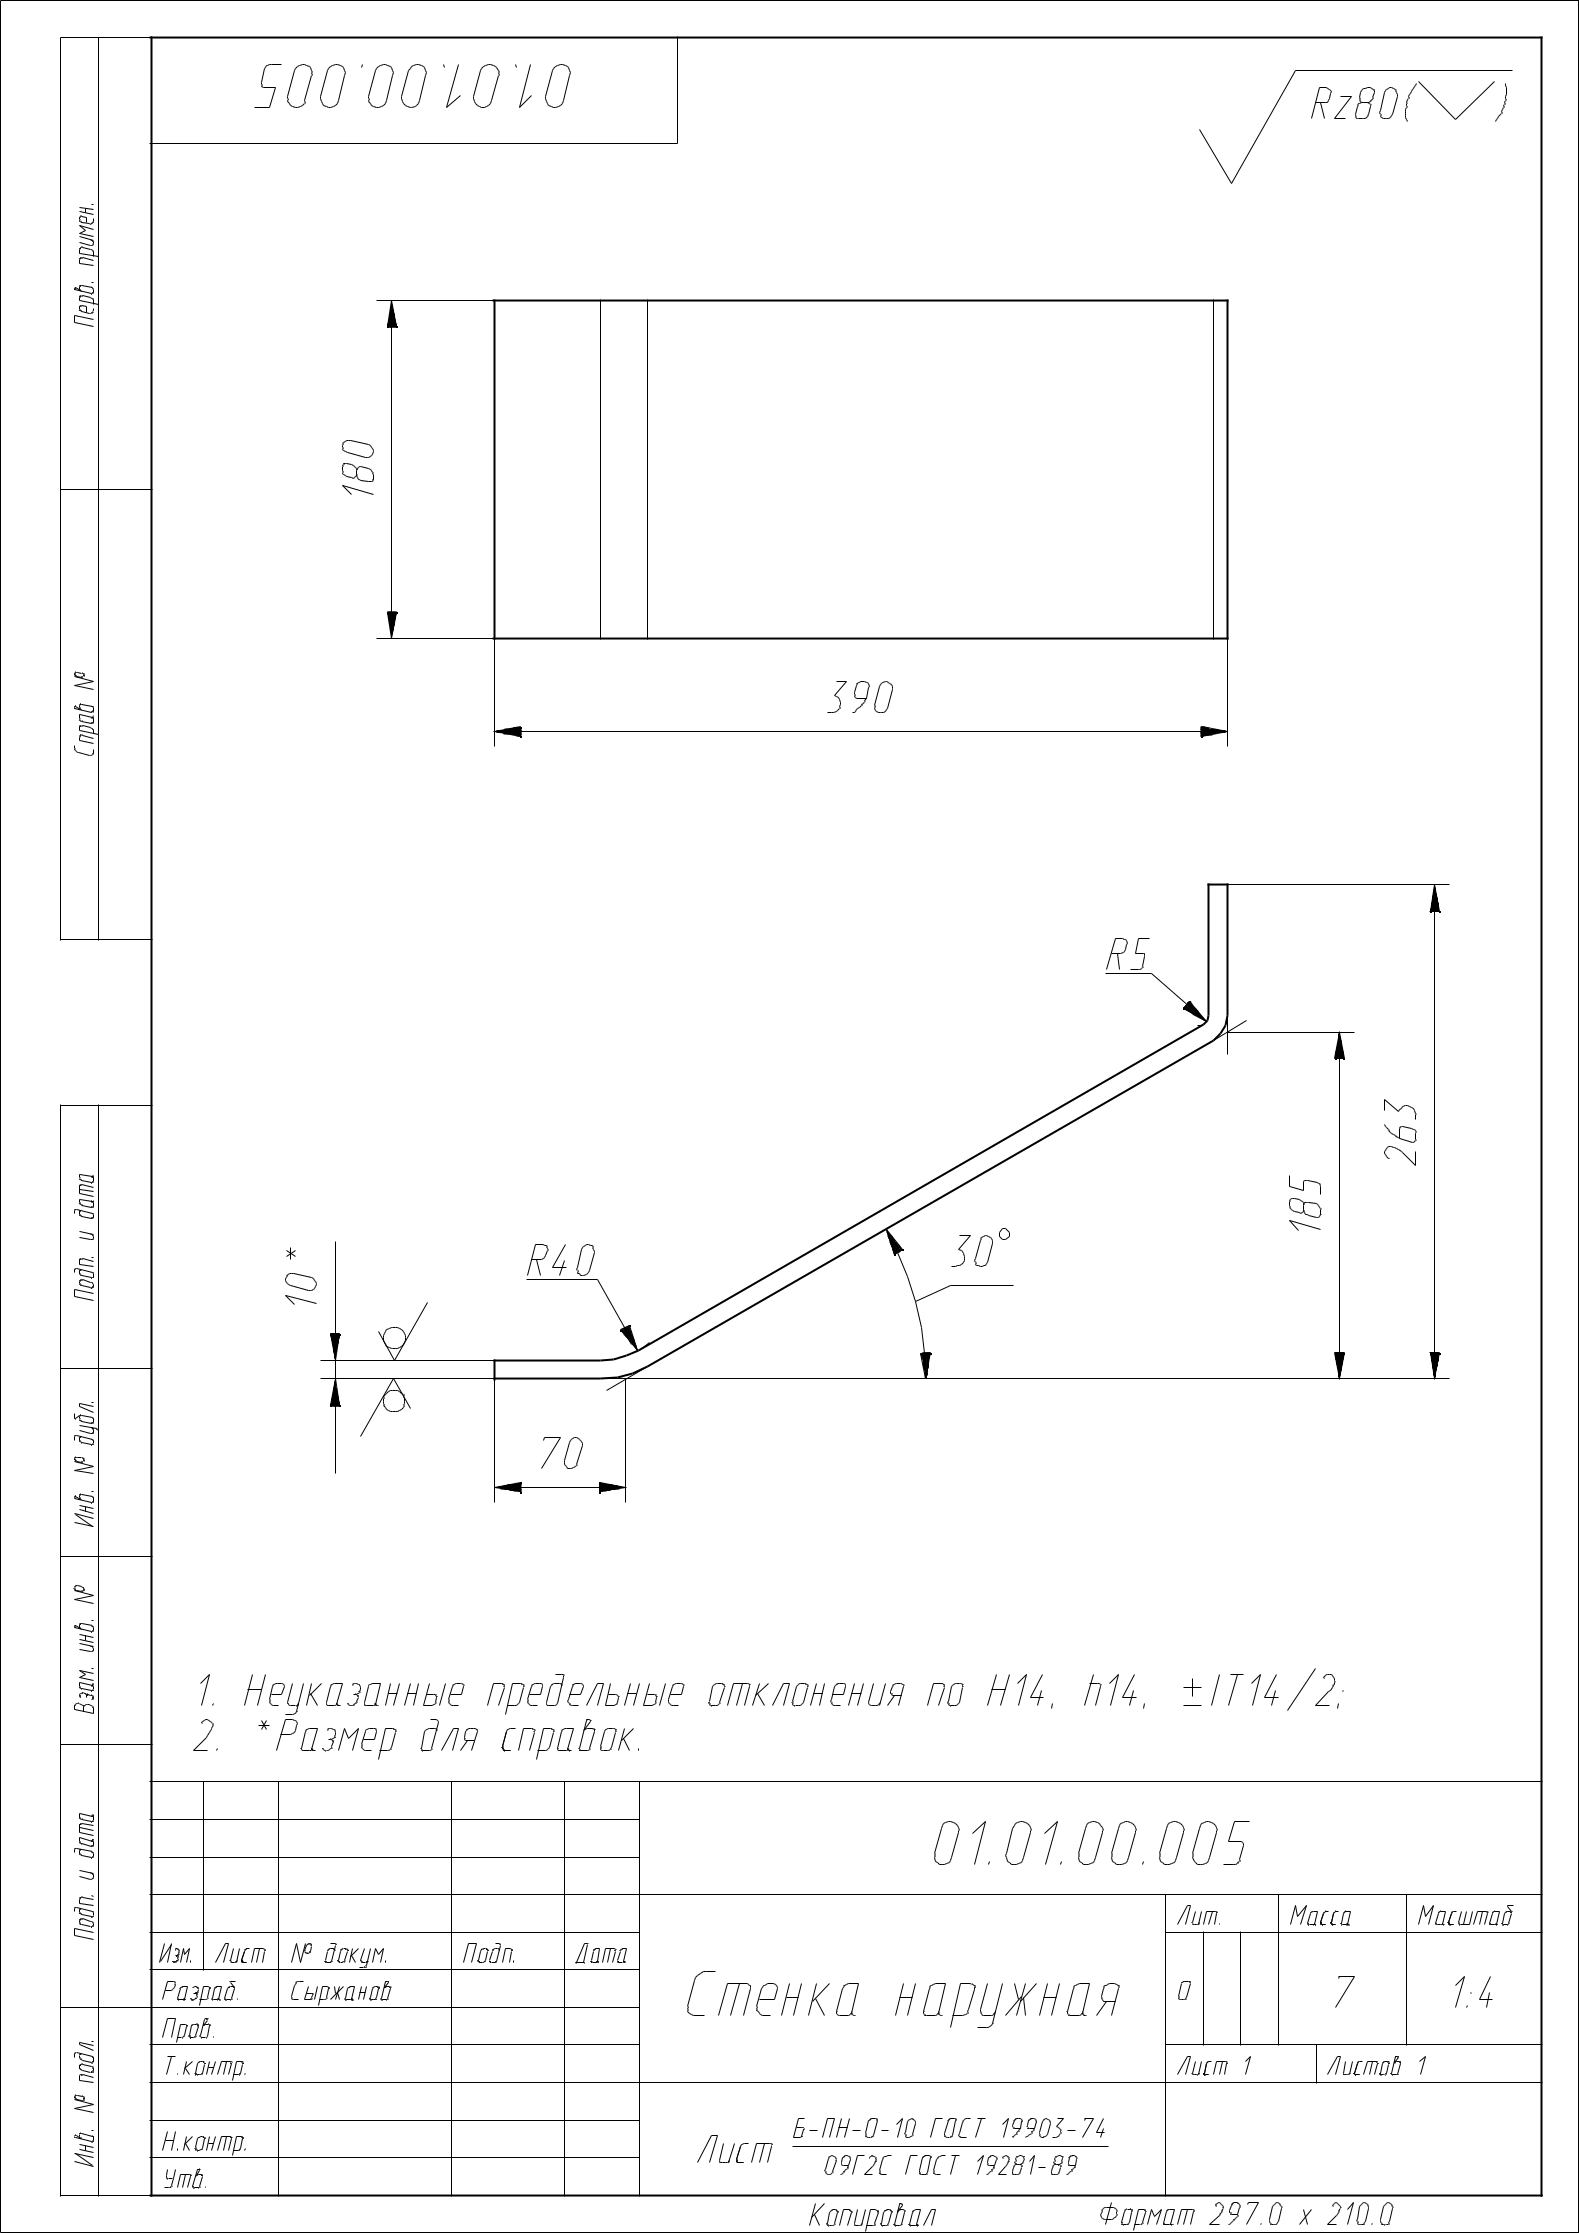 01.01.00.005
Rz80( )
Перв. примен.
Справ №
Подп. и дата
Инв. № дубл.
Взам. инв. №
Подп. и дата
Инв. № подл.
180
390
R5
263
185
30°
R40
10*
70
1. Неуказанные предельные отклонения по H14, h14, ±IT14/2;
2. *Размер для справок.
01.01.00.005
Изм. Лист № докум. Подп. Дата
Разраб. Сыржанов
Пров.
Т.контр.
Н.контр.
Утв.
Стенка наружная
Лит. Масса Масштаб
о 7 1:4
Лист 1 Листов 1
Лист Б-ПН-О-10 ГОСТ 19903-74
09Г2С ГОСТ 19281-89
Копировал Формат 297.0 x 210.0